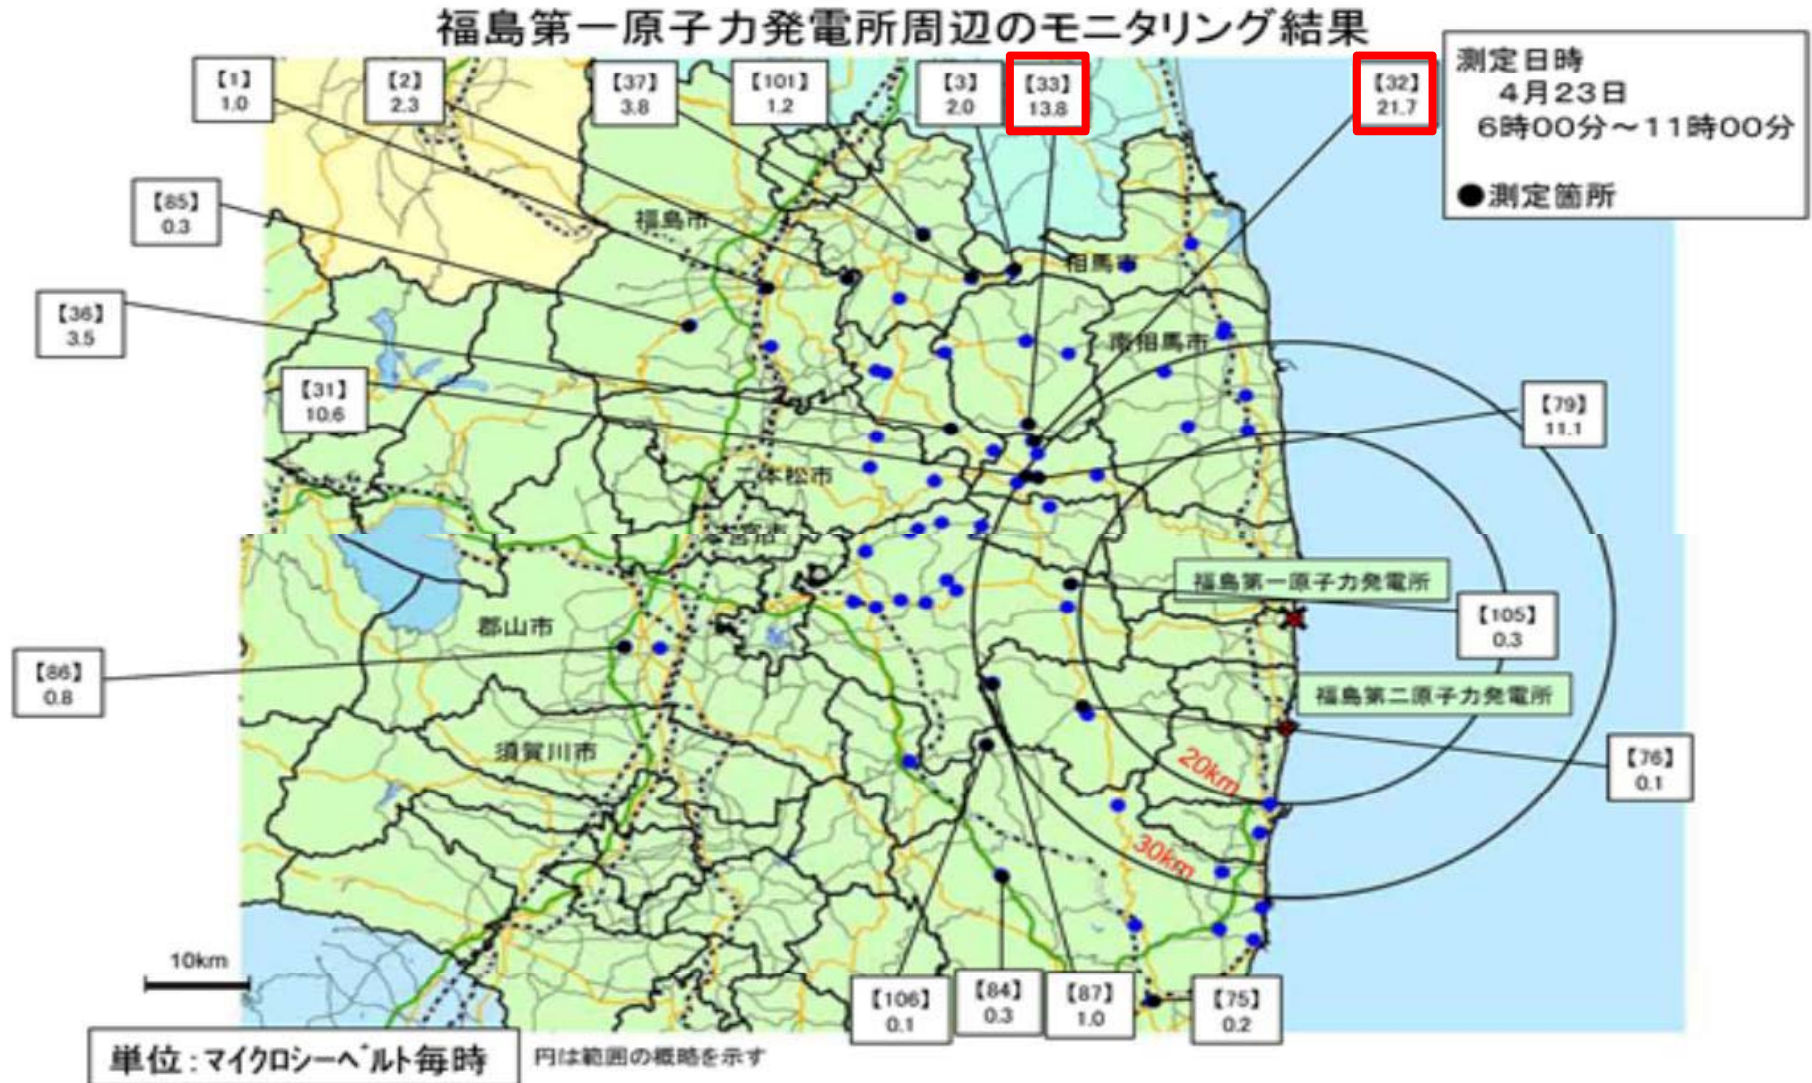 福島第一原子力発電所周辺のモニタリング結果
測定日時
4月23日
6時00分～11時00分
●測定箇所
【1】
1.0
【2】
2.3
【37】
3.8
【101】
1.2
【3】
2.0
【33】
13.8
【32】
21.7
【85】
0.3
福島市
相馬市
【36】
3.5
南相馬市
【31】
10.6
【79】
11.1
二本松市
本宮市
福島第一原子力発電所
【105】
0.3
郡山市
【86】
0.8
福島第二原子力発電所
須賀川市
【76】
0.1
20km
30km
10km
【106】
0.1
【84】
0.3
【87】
1.0
【75】
0.2
単位:マイクロシーベルト毎時
円は範囲の概略を示す